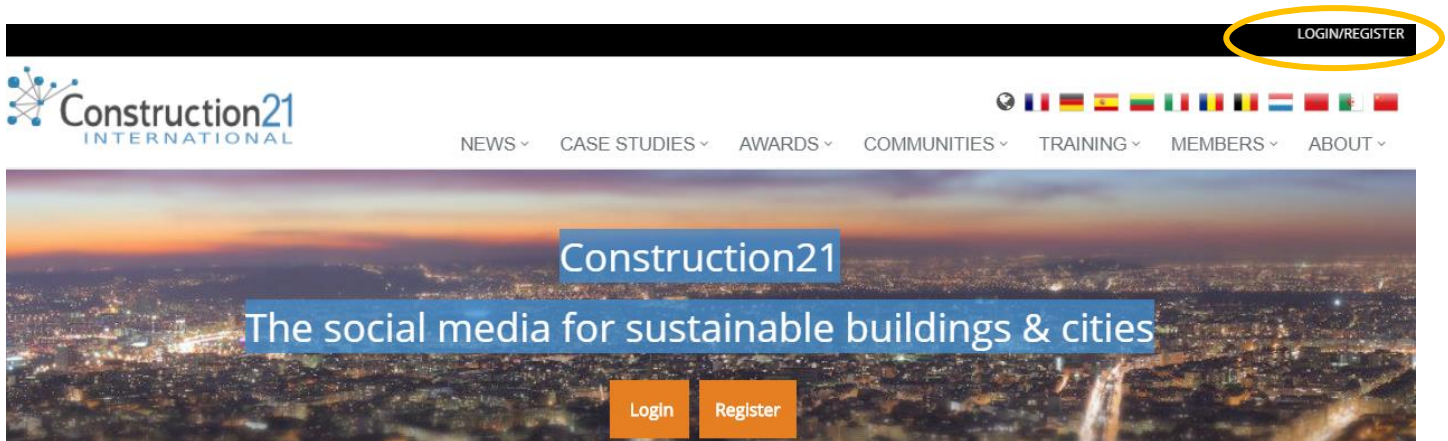 LOGIN/REGISTER
Construction21
INTERNATIONAL
NEWS CASE STUDIES AWARDS COMMUNITIES TRAINING MEMBERS ABOUT
Construction21
The social media for sustainable buildings & cities
Login Register